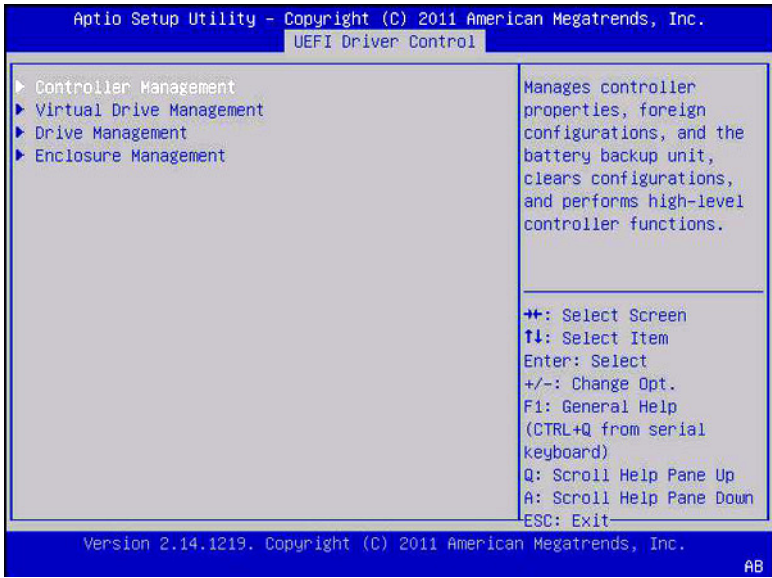 Aptio Setup Utility – Copyright (C) 2011 American Megatrends, Inc.
UEFI Driver Control
▶ Controller Management
▶ Virtual Drive Management
▶ Drive Management
▶ Enclosure Management
Manages controller
properties, foreign
configurations, and the
battery backup unit,
clears configurations,
and performs high-level
controller functions.
→←: Select Screen
↑↓: Select Item
Enter: Select
+/-: Change Opt.
F1: General Help
(CTRL+Q from serial
keyboard)
Q: Scroll Help Pane Up
A: Scroll Help Pane Down
ESC: Exit
Version 2.14.1219. Copyright (C) 2011 American Megatrends, Inc.
AB